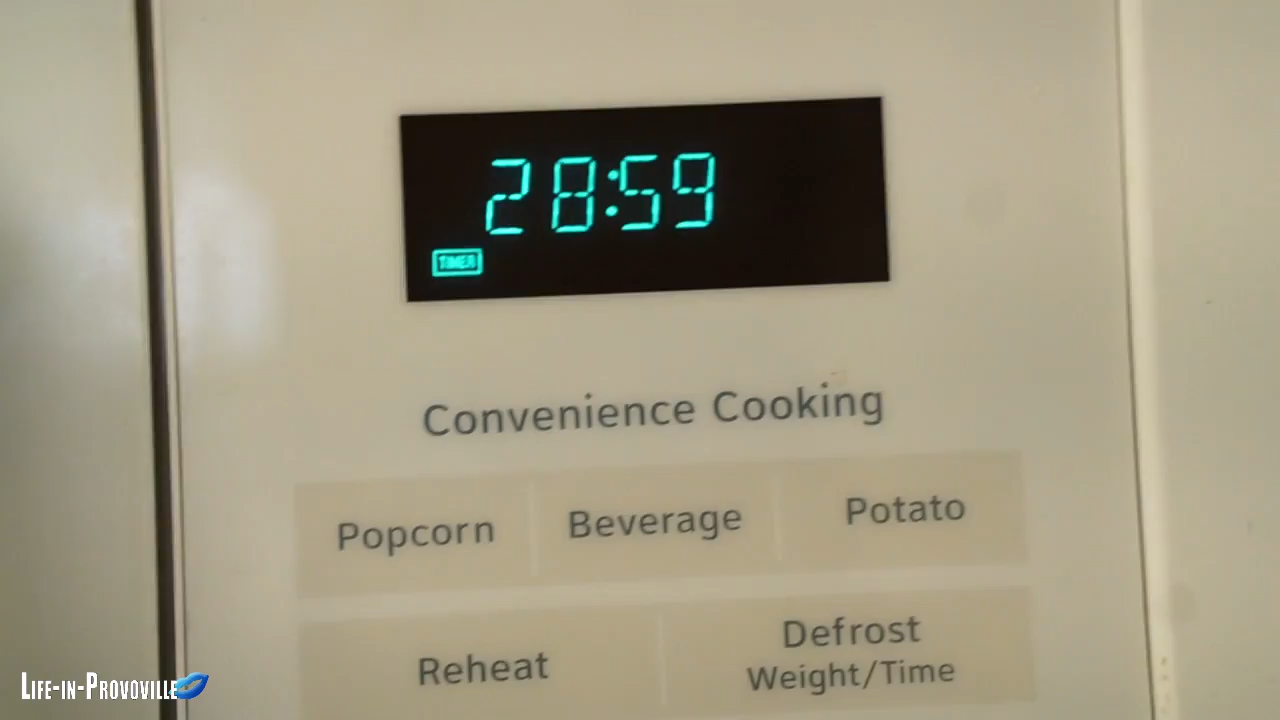 28:59
TIMER
Convenience Cooking
Popcorn
Beverage
Potato
Reheat
Defrost
Weight/Time
LIFE-IN-PROVOVILLE